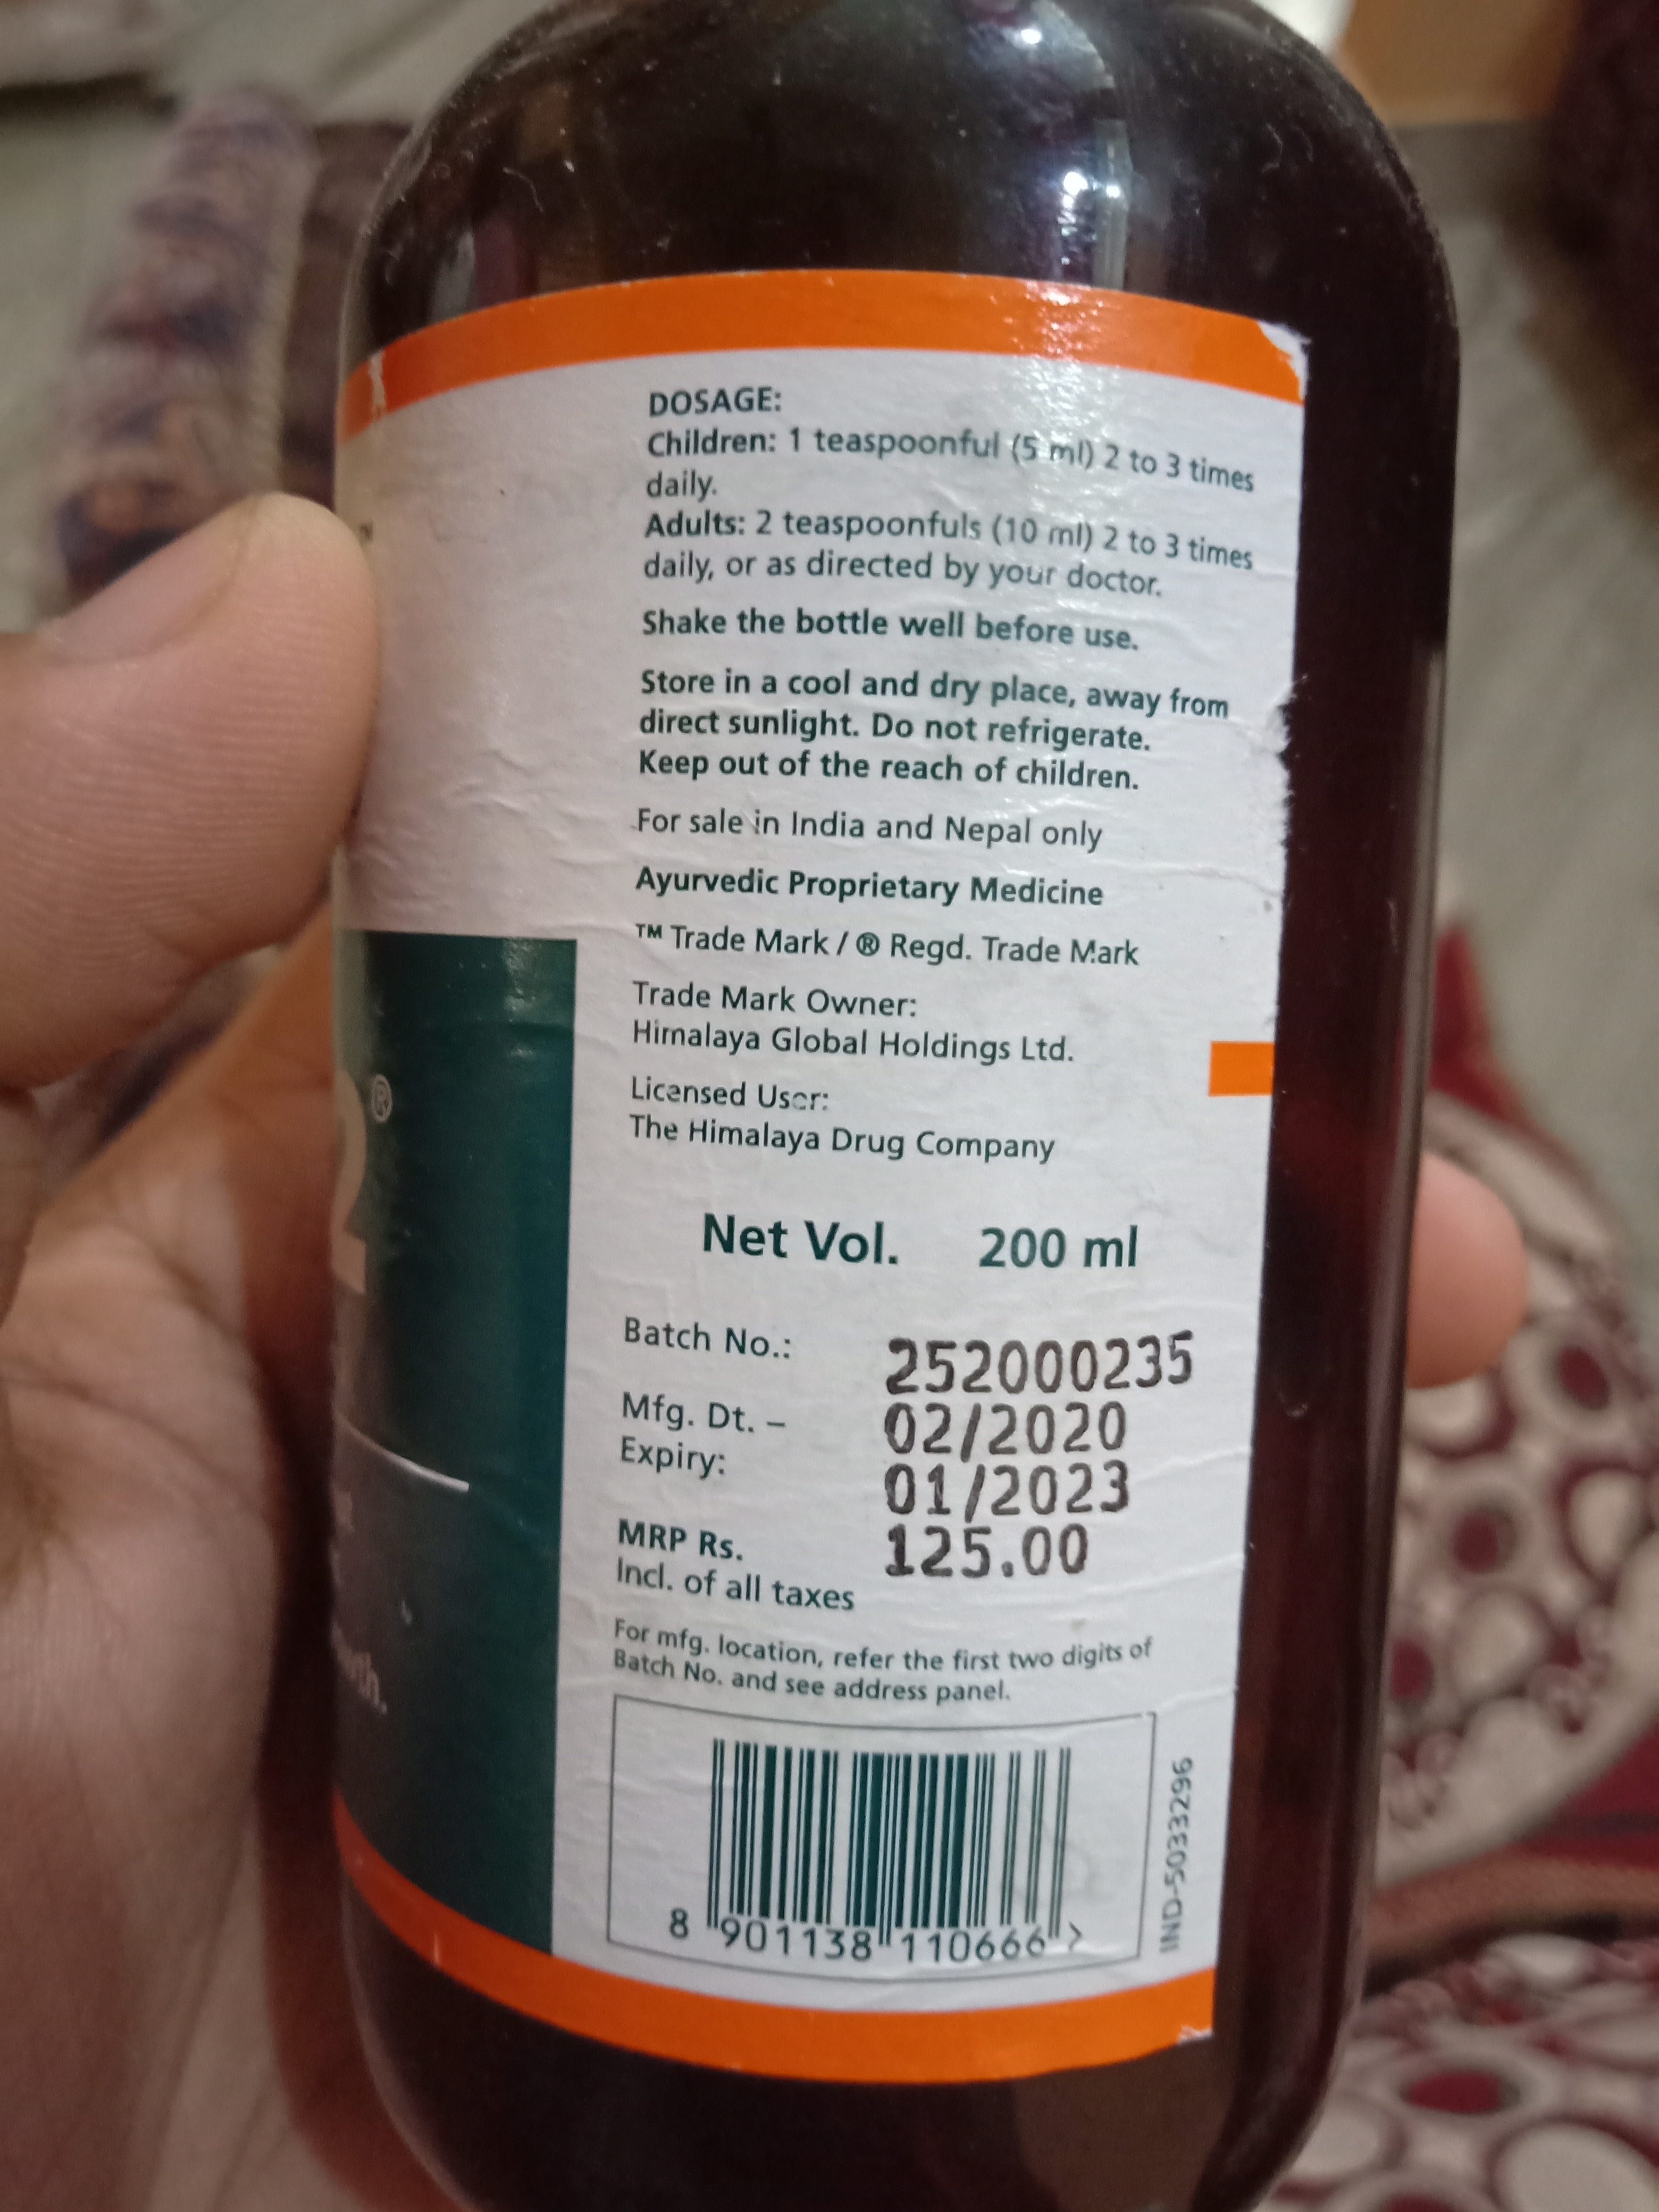 DOSAGE:
Children: 1 teaspoonful (5 ml) 2 to 3 times
daily.
Adults: 2 teaspoonfuls (10 ml) 2 to 3 times
daily, or as directed by your doctor.
Shake the bottle well before use.
Store in a cool and dry place, away from
direct sunlight. Do not refrigerate.
Keep out of the reach of children.
For sale in India and Nepal only
Ayurvedic Proprietary Medicine
™ Trade Mark / ® Regd. Trade Mark
Trade Mark Owner:
Himalaya Global Holdings Ltd.
Licensed User:
The Himalaya Drug Company
Net Vol. 200 ml
Batch No.: 252000235
Mfg. Dt. – 02/2020
Expiry: 01/2023
MRP Rs. 125.00
Incl. of all taxes
For mfg. location, refer the first two digits of
Batch No. and see address panel.
8 901138 110666 >
IND-5033296
®